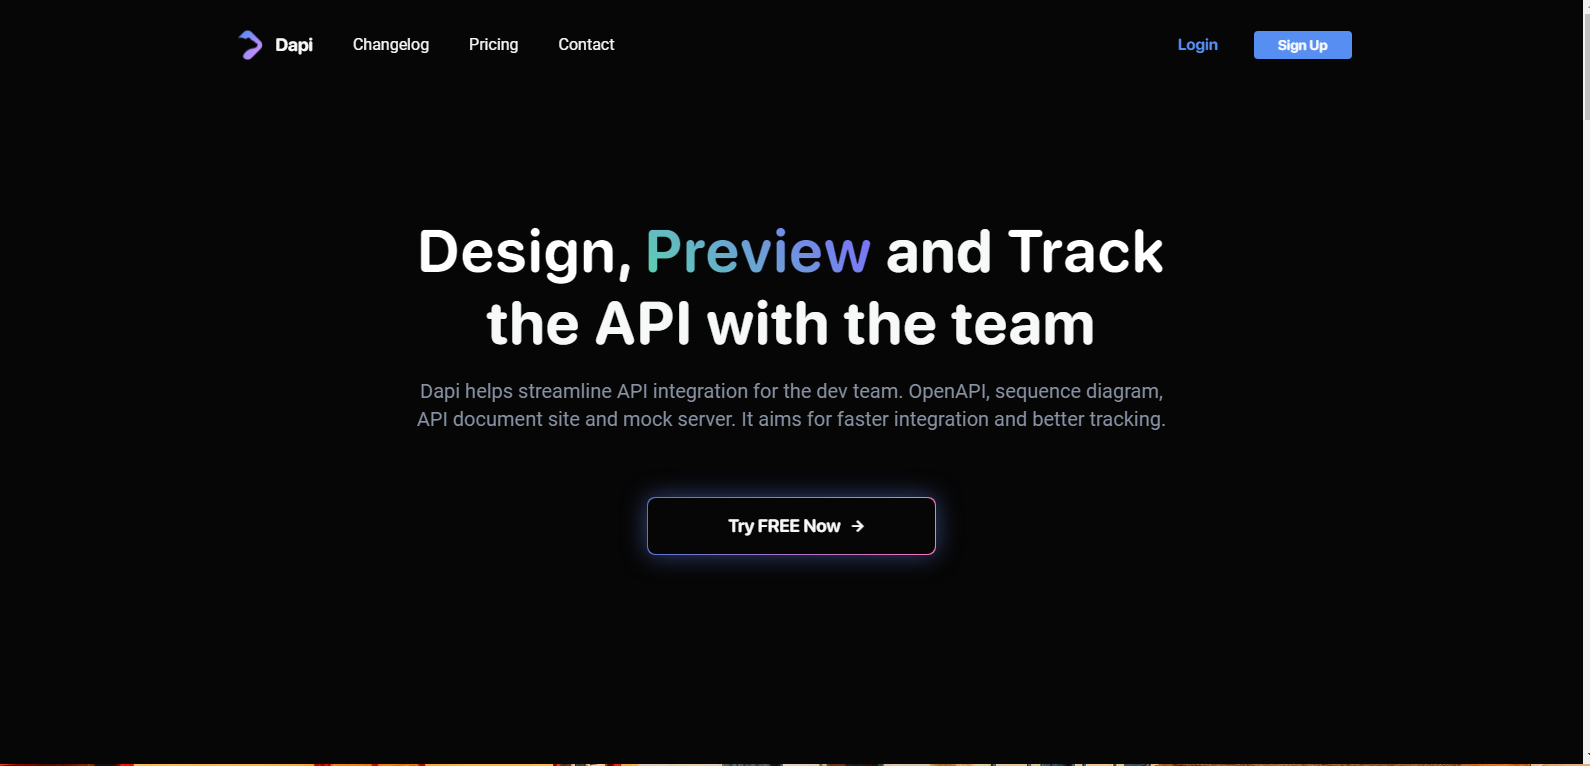 Dapi
Changelog
Pricing
Contact
Login
Sign Up
Design, Preview and Track
the API with the team
Dapi helps streamline API integration for the dev team. OpenAPI, sequence diagram,
API document site and mock server. It aims for faster integration and better tracking.
Try FREE Now →